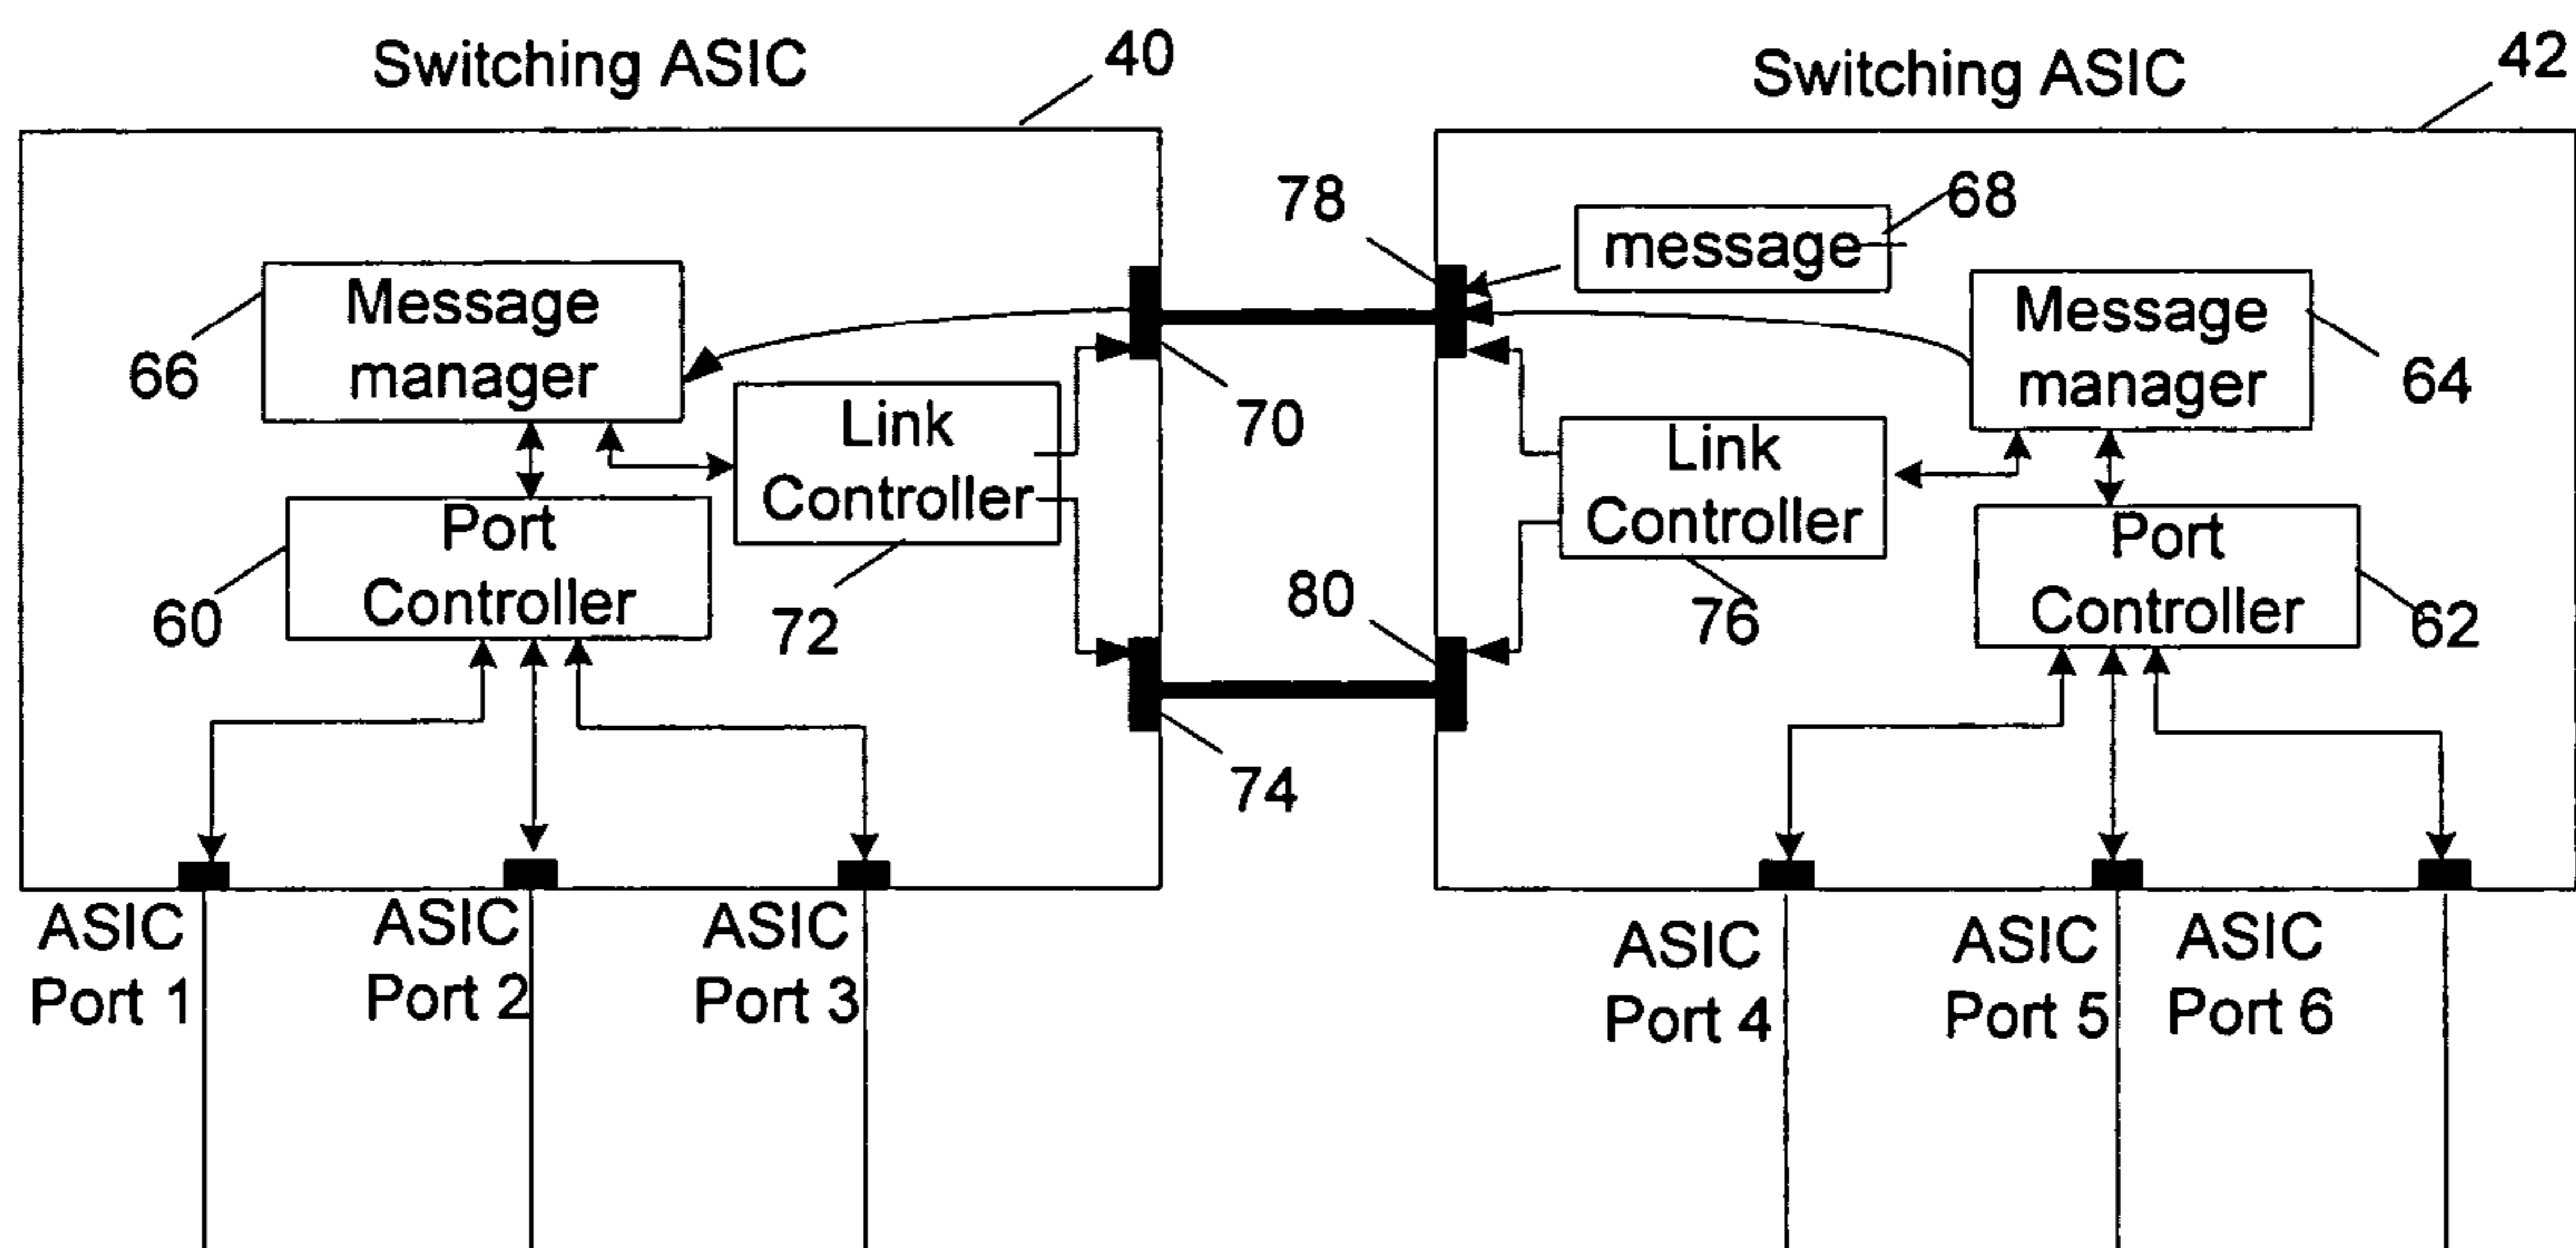 Switching ASIC
40
Switching ASIC
42
78
68
message
Message
manager
66
Message
manager
64
70
Link
Controller
72
Link
Controller
76
Port
Controller
60
80
Port
Controller
62
74
ASIC
Port 1
ASIC
Port 2
ASIC
Port 3
ASIC
Port 4
ASIC
Port 5
ASIC
Port 6